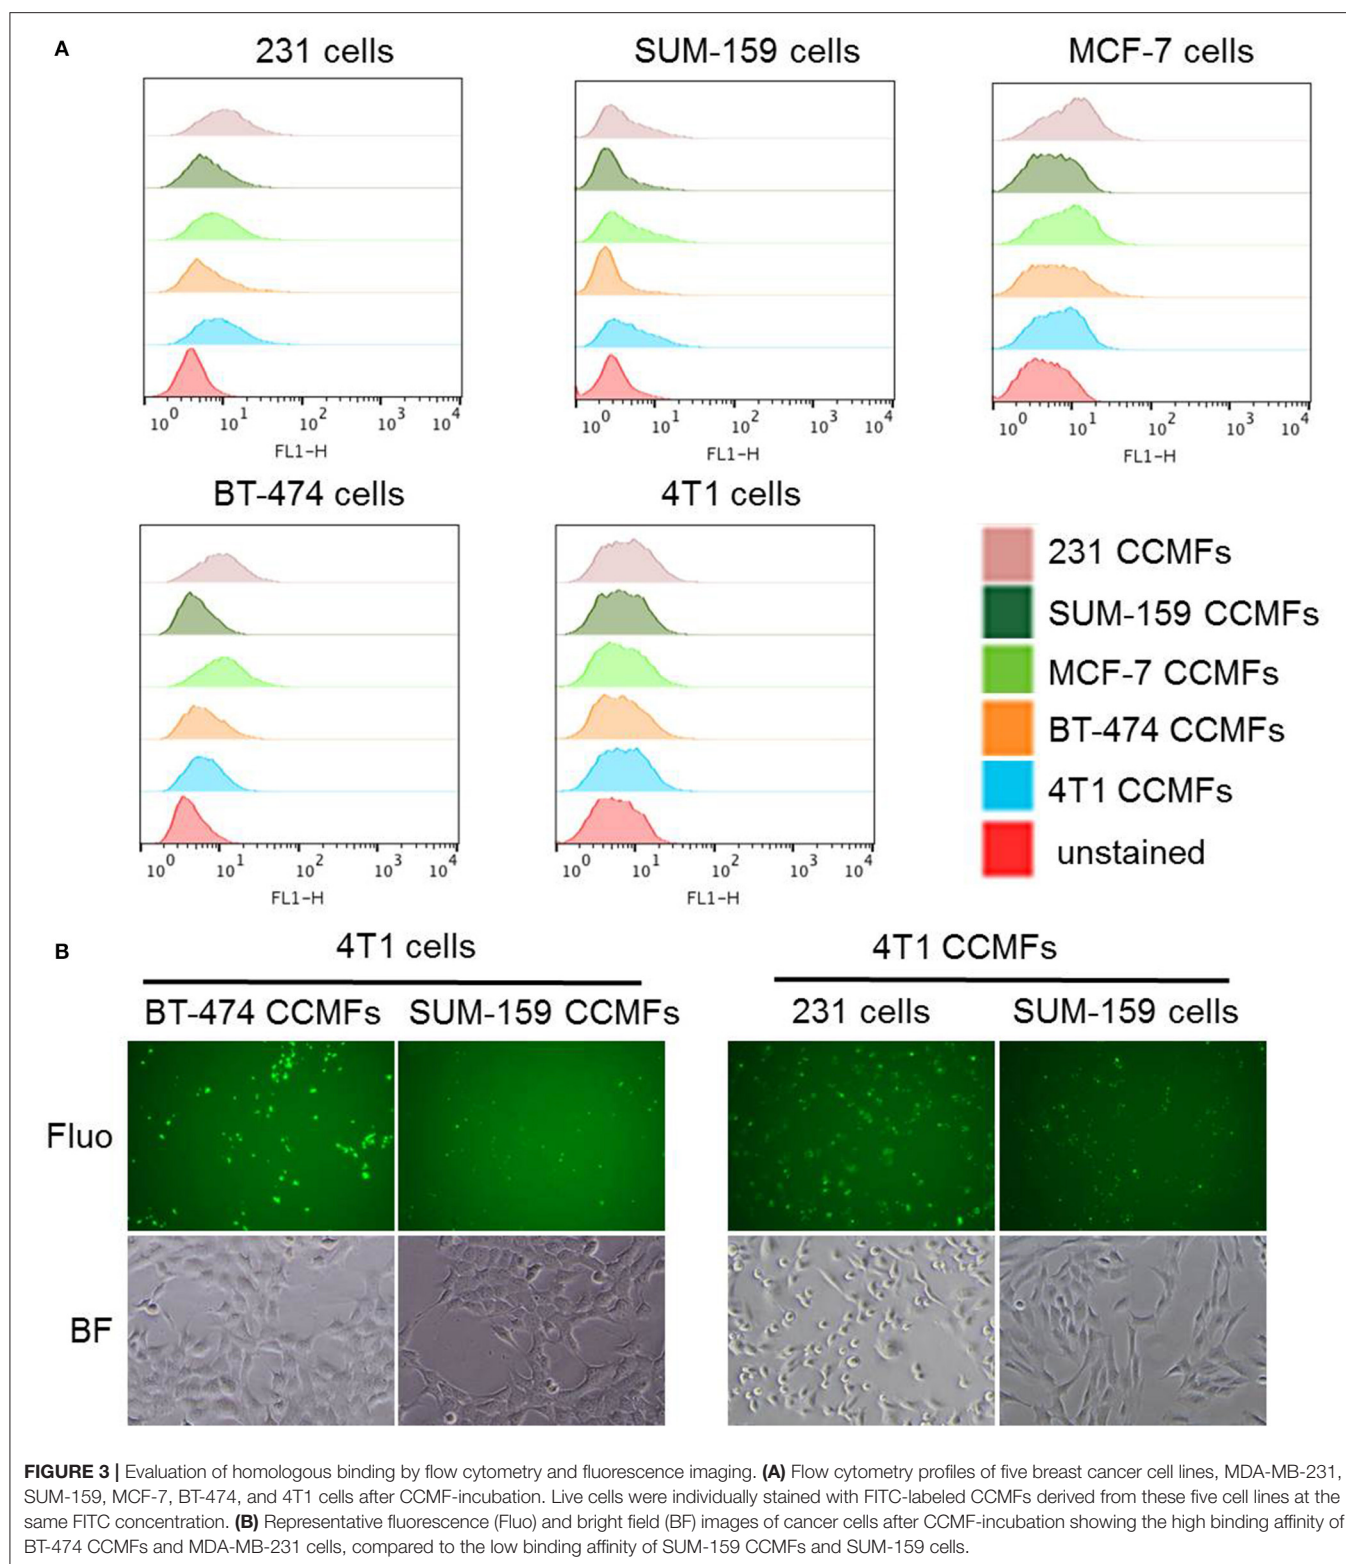 A
231 cells
SUM-159 cells
MCF-7 cells
10^0 10^1 10^2 10^3 10^4
FL1-H
10^0 10^1 10^2 10^3 10^4
FL1-H
10^0 10^1 10^2 10^3 10^4
FL1-H
BT-474 cells
4T1 cells
10^0 10^1 10^2 10^3 10^4
FL1-H
10^0 10^1 10^2 10^3 10^4
FL1-H
231 CCMFs
SUM-159 CCMFs
MCF-7 CCMFs
BT-474 CCMFs
4T1 CCMFs
unstained
B
4T1 cells
4T1 CCMFs
BT-474 CCMFs
SUM-159 CCMFs
231 cells
SUM-159 cells
Fluo
BF
FIGURE 3 | Evaluation of homologous binding by flow cytometry and fluorescence imaging. (A) Flow cytometry profiles of five breast cancer cell lines, MDA-MB-231,
SUM-159, MCF-7, BT-474, and 4T1 cells after CCMF-incubation. Live cells were individually stained with FITC-labeled CCMFs derived from these five cell lines at the
same FITC concentration. (B) Representative fluorescence (Fluo) and bright field (BF) images of cancer cells after CCMF-incubation showing the high binding affinity of
BT-474 CCMFs and MDA-MB-231 cells, compared to the low binding affinity of SUM-159 CCMFs and SUM-159 cells.